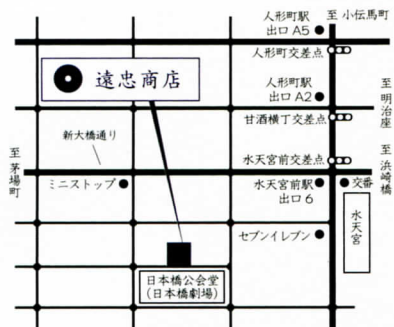 人形町駅
出口 A5
至 小伝馬町
人形町交差点
遠忠商店
人形町駅
出口 A2
至 明治座
甘酒横丁交差点
新大橋通り
至 茅場町
水天宮前交差点
至 浜崎橋
ミニストップ
水天宮前駅
出口 6
交番
水天宮
セブンイレブン
日本橋公会堂
(日本橋劇場)